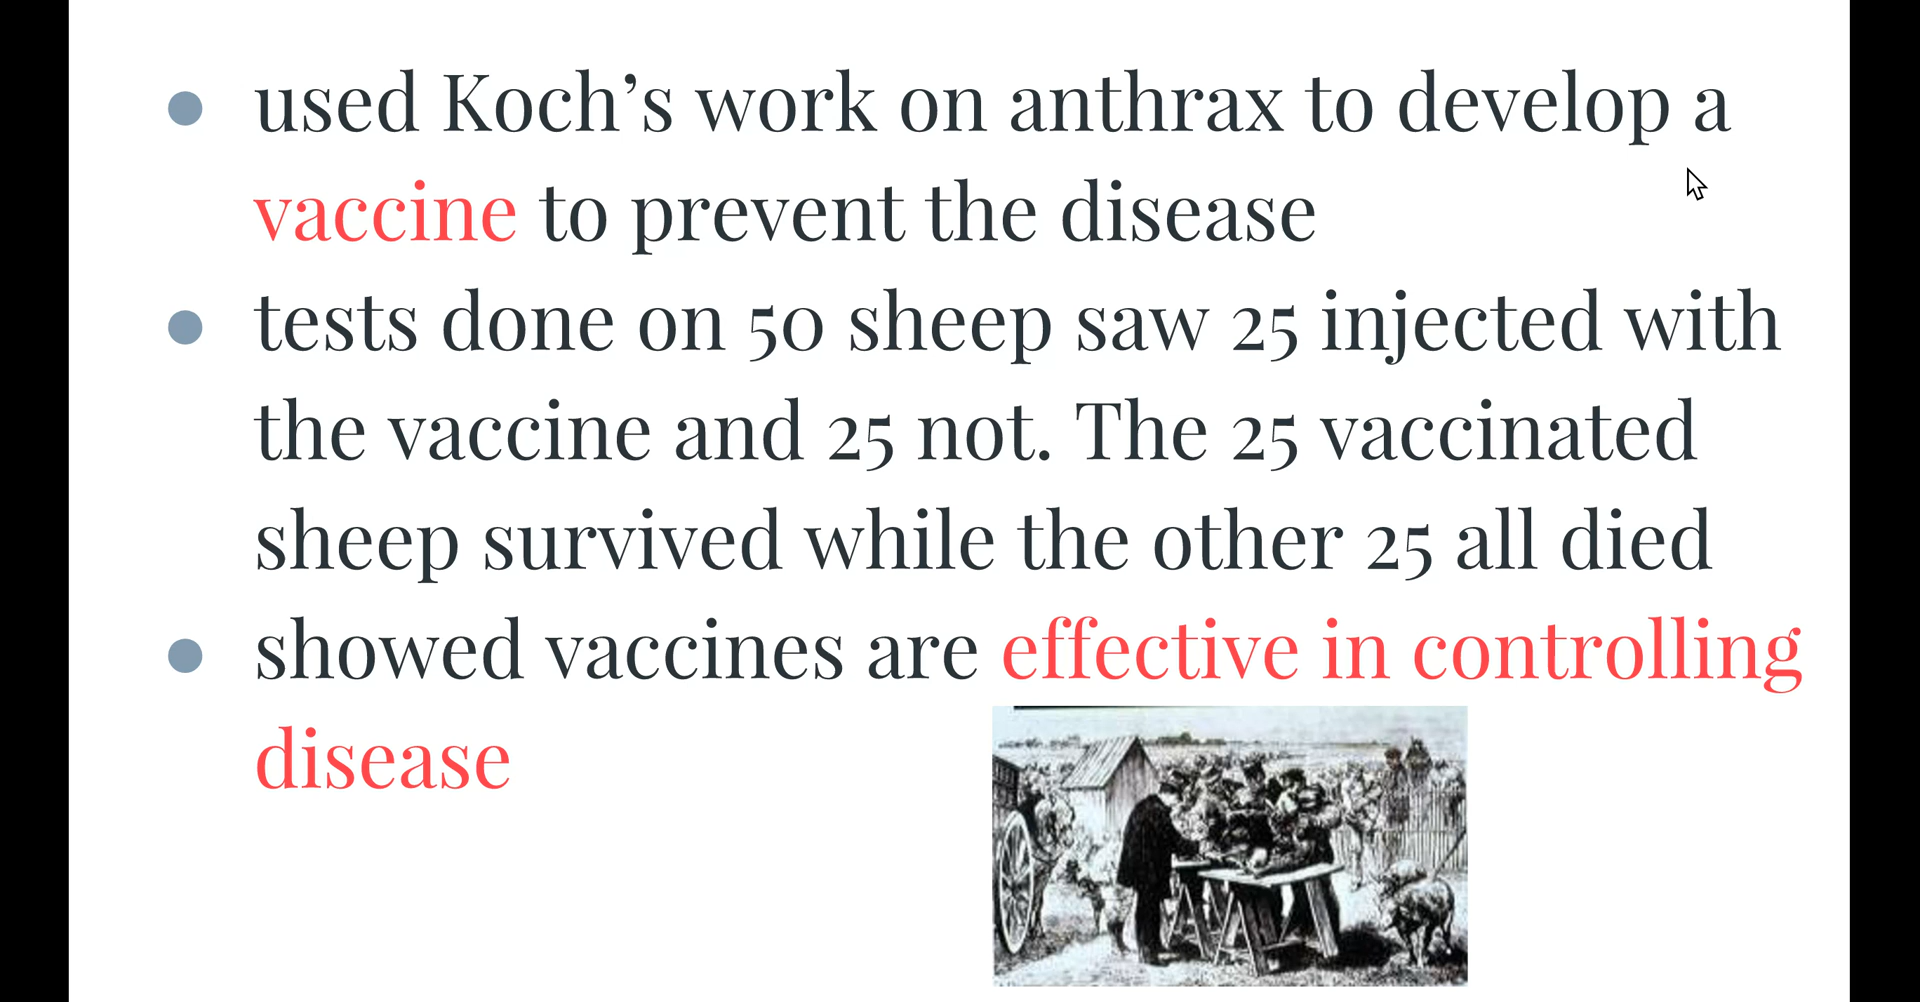 • used Koch’s work on anthrax to develop a
vaccine to prevent the disease
• tests done on 50 sheep saw 25 injected with
the vaccine and 25 not. The 25 vaccinated
sheep survived while the other 25 all died
• showed vaccines are effective in controlling
disease